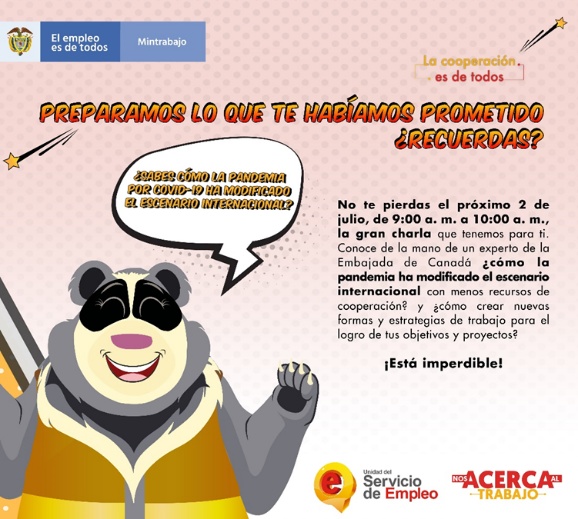 El empleo
es de todos
Mintrabajo
La cooperación
es de todos
PREPARAMOS LO QUE TE HABÍAMOS PROMETIDO
¿RECUERDAS?
¿SABES CÓMO LA PANDEMIA
POR COVID-19 HA MODIFICADO
EL ESCENARIO INTERNACIONAL?
No te pierdas el próximo 2 de
julio, de 9:00 a. m. a 10:00 a. m.,
la gran charla que tenemos para ti.
Conoce de la mano de un experto de la
Embajada de Canadá ¿cómo la
pandemia ha modificado el escenario
internacional con menos recursos de
cooperación? y ¿cómo crear nuevas
formas y estrategias de trabajo para el
logro de tus objetivos y proyectos?
¡Está imperdible!
e
Unidad del
Servicio
de Empleo
NOS ACERCA AL
TRABAJO